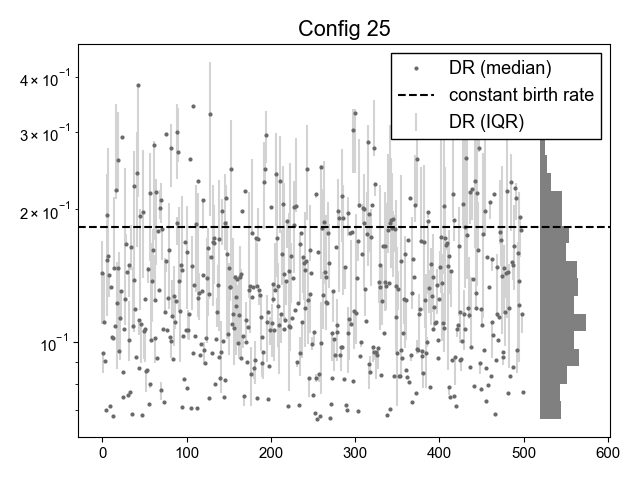 Config 25
DR (median)
constant birth rate
DR (IQR)
4 × 10⁻¹
3 × 10⁻¹
2 × 10⁻¹
10⁻¹
0 100 200 300 400 500 600